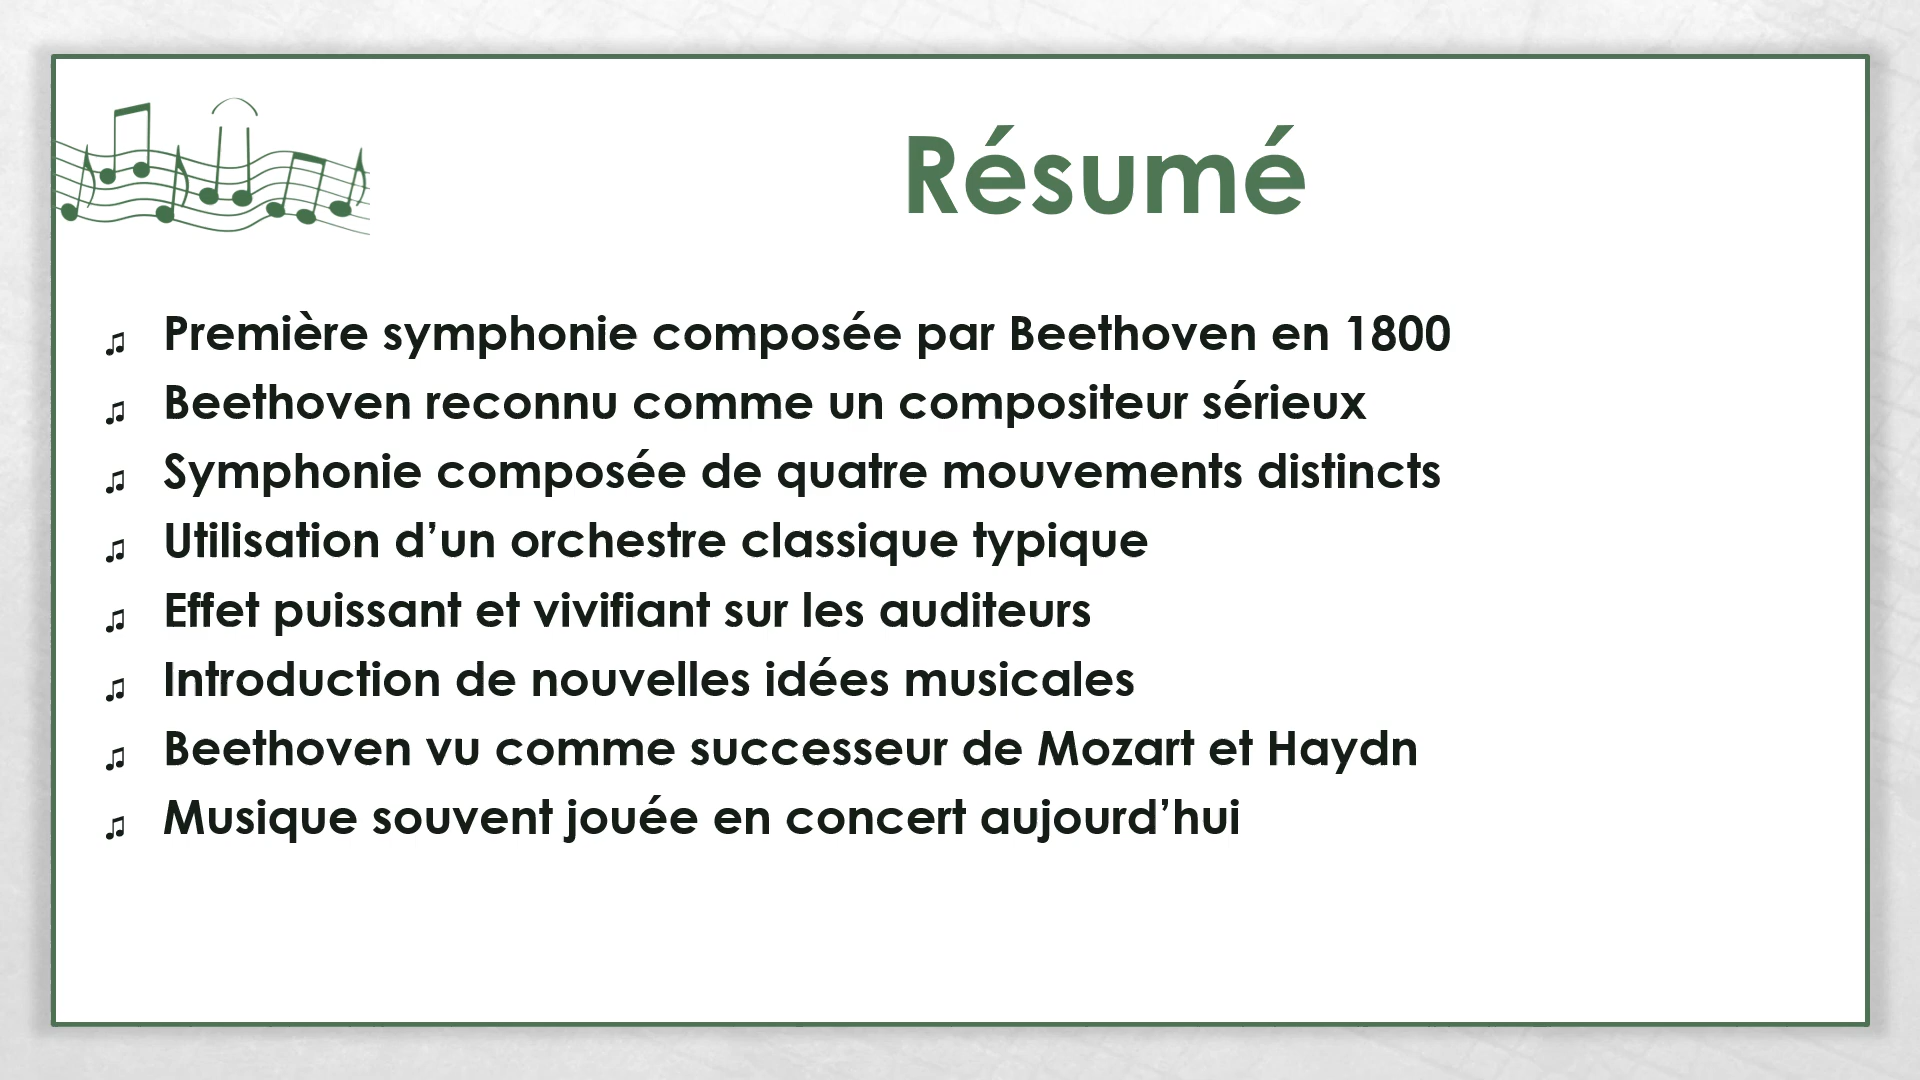 Résumé
♫ Première symphonie composée par Beethoven en 1800
♫ Beethoven reconnu comme un compositeur sérieux
♫ Symphonie composée de quatre mouvements distincts
♫ Utilisation d’un orchestre classique typique
♫ Effet puissant et vivifiant sur les auditeurs
♫ Introduction de nouvelles idées musicales
♫ Beethoven vu comme successeur de Mozart et Haydn
♫ Musique souvent jouée en concert aujourd’hui